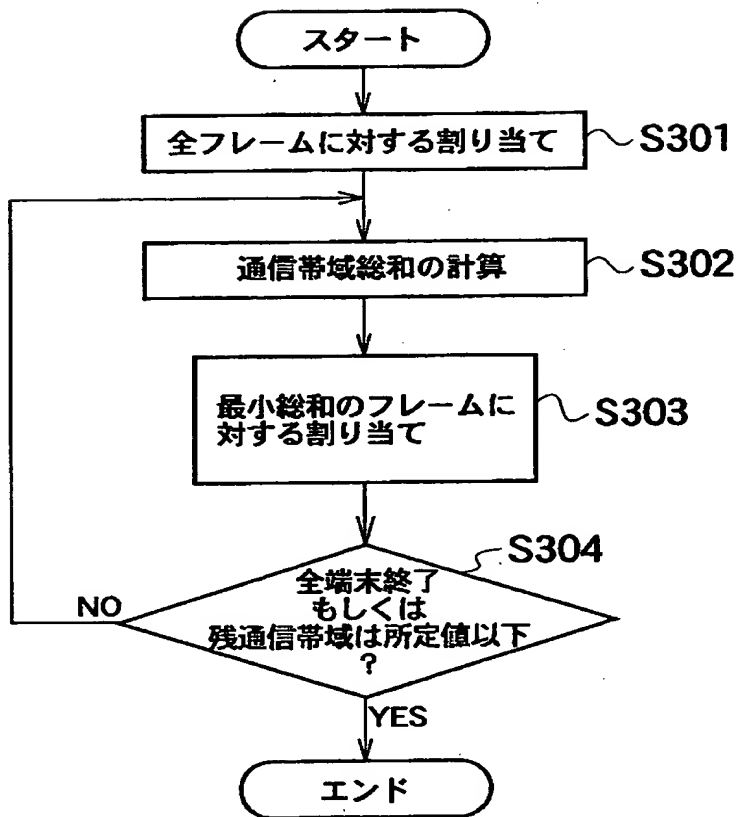 スタート
全フレームに対する割り当て
S301
通信帯域総和の計算
S302
最小総和のフレームに
対する割り当て
S303
S304
全端末終了
もしくは
残通信帯域は所定値以下
?
NO
YES
エンド